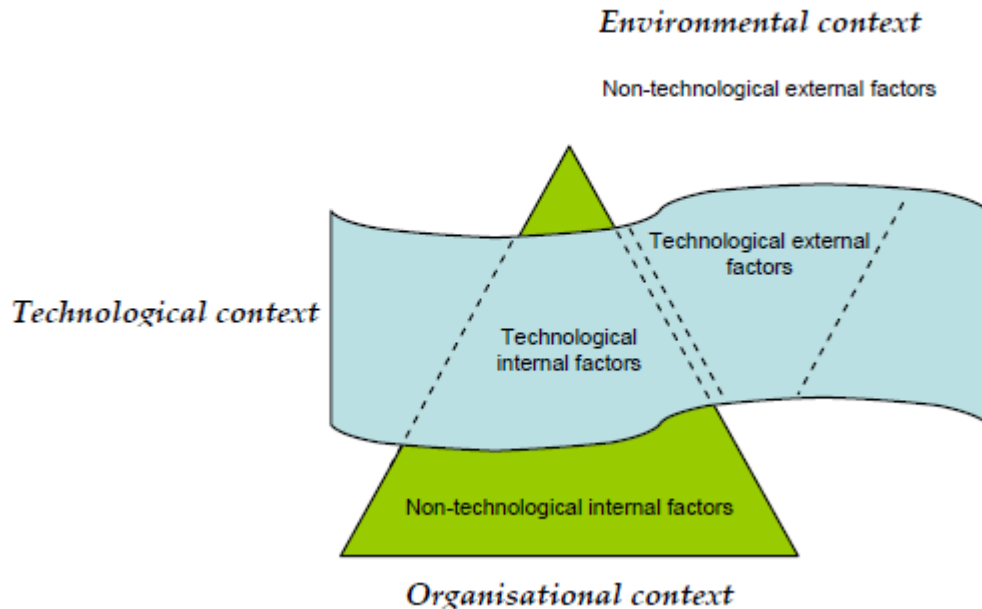 Environmental context
Non-technological external factors
Technological external
factors
Technological context
Technological
internal factors
Non-technological internal factors
Organisational context